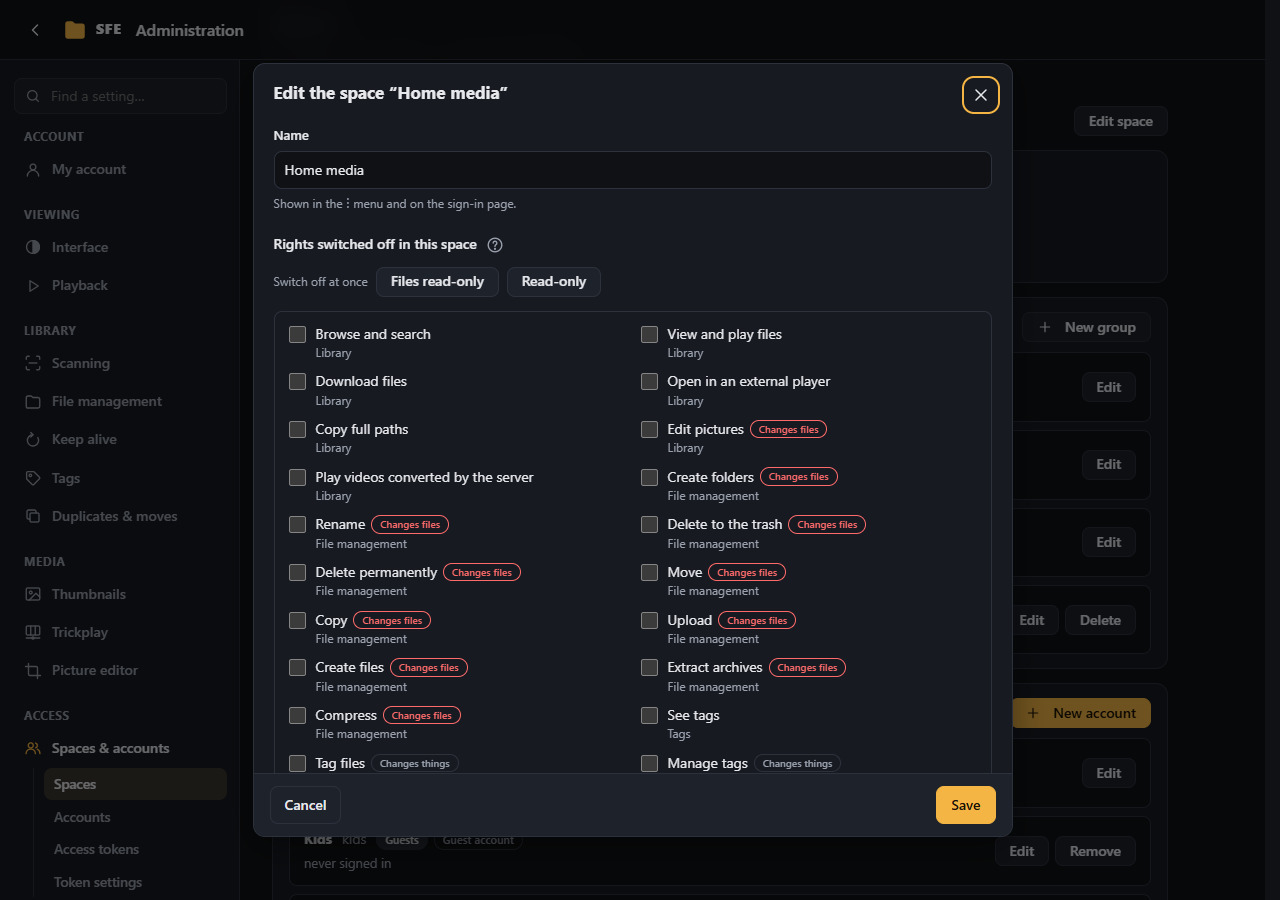 SFE Administration
Find a setting...
ACCOUNT
My account
VIEWING
Interface
Playback
LIBRARY
Scanning
File management
Keep alive
Tags
Duplicates & moves
MEDIA
Thumbnails
Trickplay
Picture editor
ACCESS
Spaces & accounts
Spaces
Accounts
Access tokens
Token settings
Edit the space “Home media”
Name
Home media
Shown in the ⋮ menu and on the sign-in page.
Rights switched off in this space ?
Switch off at once Files read-only Read-only
Browse and search
Library
View and play files
Library
Download files
Library
Open in an external player
Library
Copy full paths
Library
Edit pictures Changes files
Library
Play videos converted by the server
Library
Create folders Changes files
File management
Rename Changes files
File management
Delete to the trash Changes files
File management
Delete permanently Changes files
File management
Move Changes files
File management
Copy Changes files
File management
Upload Changes files
File management
Create files Changes files
File management
Extract archives Changes files
File management
Compress Changes files
File management
See tags
Tags
Tag files Changes things
Manage tags Changes things
Cancel
Save
Edit space
+ New group
Edit
Edit
Edit
Edit Delete
+ New account
Edit
Kids kids Guests Guest account
never signed in
Edit Remove